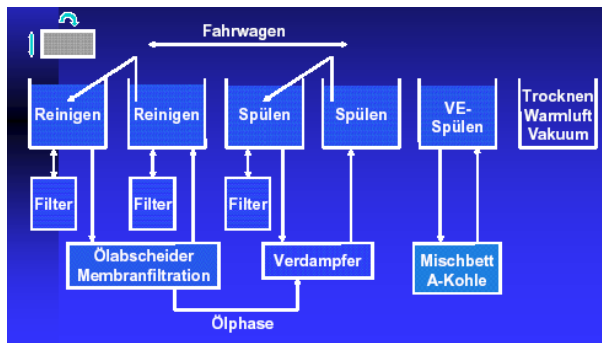 Fahrwagen
Reinigen
Reinigen
Spülen
Spülen
VE-
Spülen
Trocknen
Warmluft
Vakuum
Filter
Filter
Filter
Ölabscheider
Membranfiltration
Verdampfer
Mischbett
A-Kohle
Ölphase